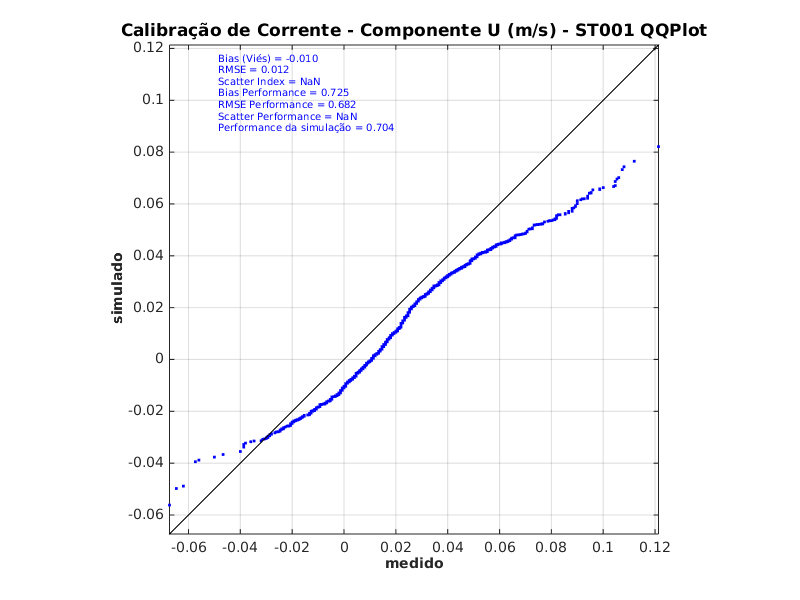 Calibração de Corrente - Componente U (m/s) - ST001 QQPlot
Bias (Viés) = -0.010
RMSE = 0.012
Scatter Index = NaN
Bias Performance = 0.725
RMSE Performance = 0.682
Scatter Performance = NaN
Performance da simulação = 0.704
0.12
0.1
0.08
0.06
0.04
0.02
0
-0.02
-0.04
-0.06
simulado
-0.06 -0.04 -0.02 0 0.02 0.04 0.06 0.08 0.1 0.12
medido